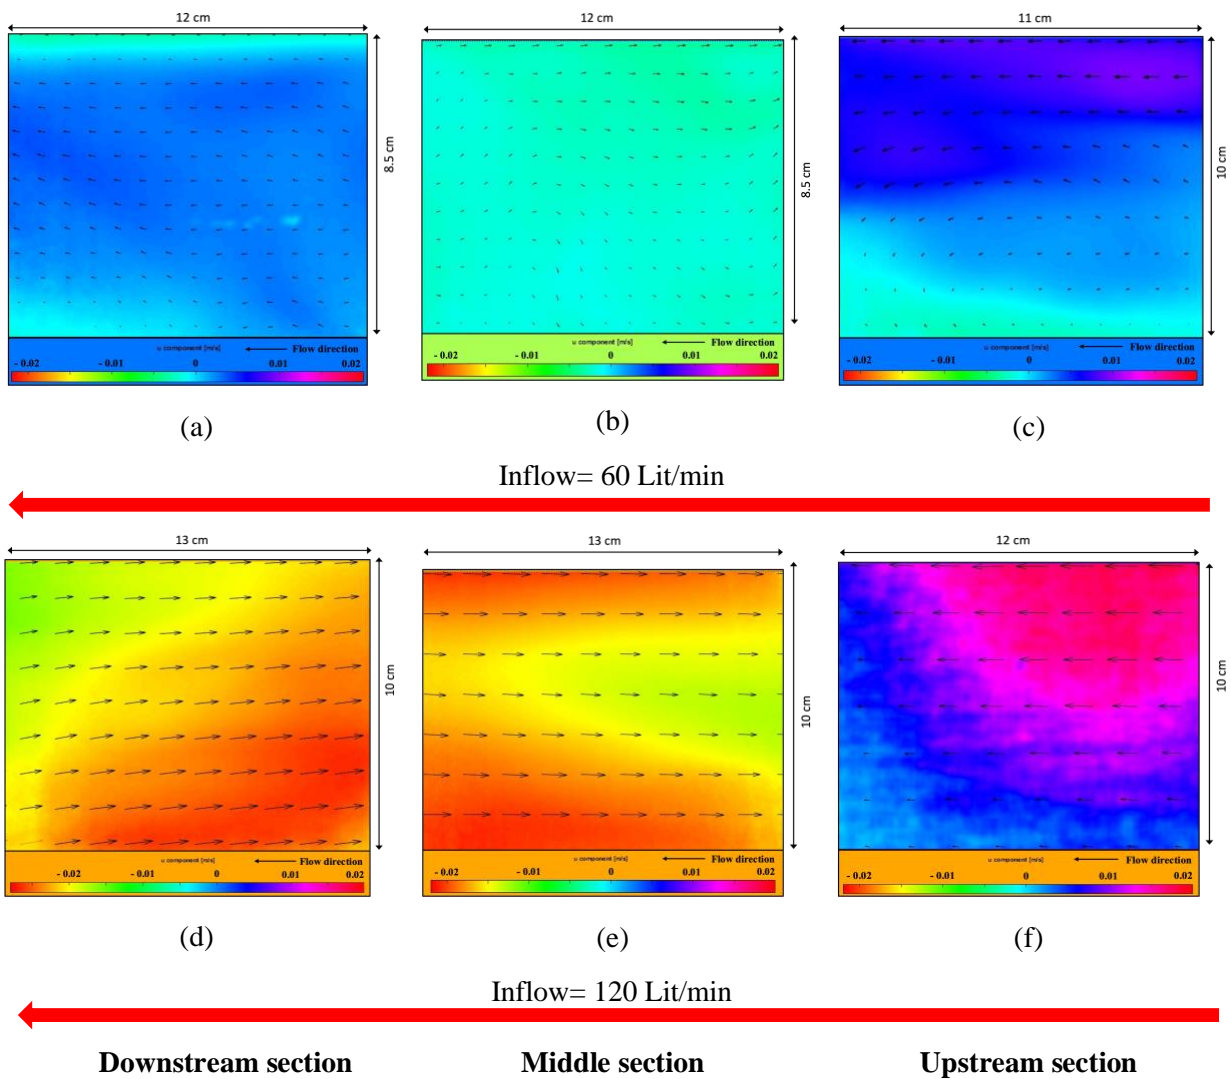 12 cm
12 cm
11 cm
8.5 cm
8.5 cm
10 cm
u component [m/s] Flow direction
- 0.02 - 0.01 0 0.01 0.02
u component [m/s] Flow direction
- 0.02 - 0.01 0 0.01 0.02
u component [m/s] Flow direction
- 0.02 - 0.01 0 0.01 0.02
(a)
(b)
(c)
Inflow= 60 Lit/min
13 cm
13 cm
12 cm
10 cm
10 cm
10 cm
u component [m/s] Flow direction
- 0.02 - 0.01 0 0.01 0.02
u component [m/s] Flow direction
- 0.02 - 0.01 0 0.01 0.02
u component [m/s] Flow direction
- 0.02 - 0.01 0 0.01 0.02
(d)
(e)
(f)
Inflow= 120 Lit/min
Downstream section
Middle section
Upstream section